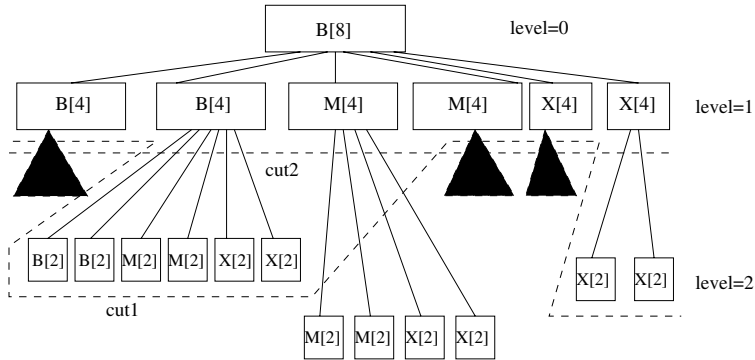 B[8]
level=0
B[4] B[4] M[4] M[4] X[4] X[4]
level=1
cut2
B[2] B[2] M[2] M[2] X[2] X[2]
X[2] X[2]
level=2
cut1
M[2] M[2] X[2] X[2]